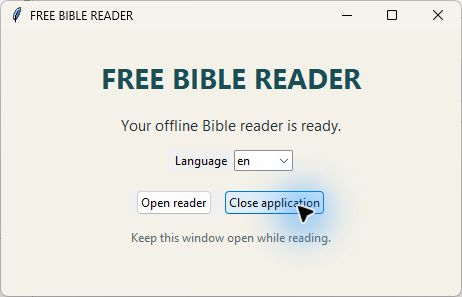 FREE BIBLE READER
FREE BIBLE READER
Your offline Bible reader is ready.
Language en
Open reader Close application
Keep this window open while reading.